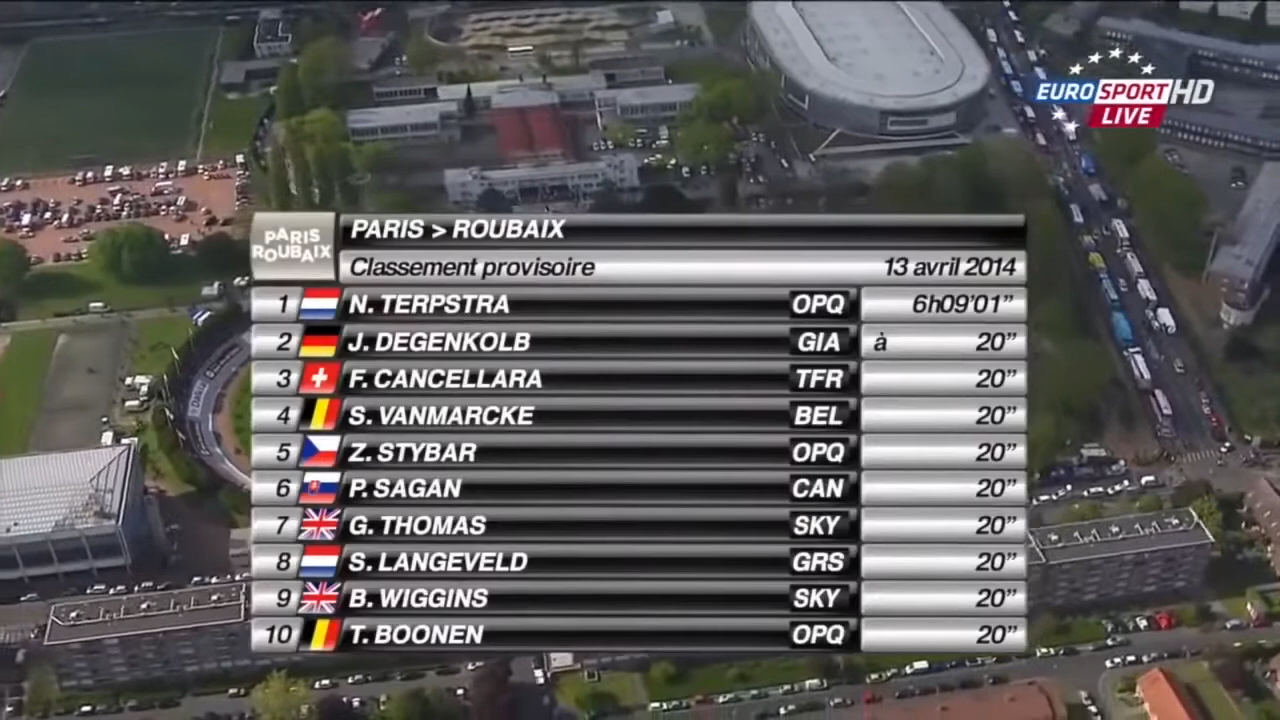 EUROSPORT HD
LIVE
PARIS
ROUBAIX
PARIS > ROUBAIX
Classement provisoire 13 avril 2014
1 N. TERPSTRA OPQ 6h09'01"
2 J. DEGENKOLB GIA à 20"
3 F. CANCELLARA TFR 20"
4 S. VANMARCKE BEL 20"
5 Z. STYBAR OPQ 20"
6 P. SAGAN CAN 20"
7 G. THOMAS SKY 20"
8 S. LANGEVELD GRS 20"
9 B. WIGGINS SKY 20"
10 T. BOONEN OPQ 20"